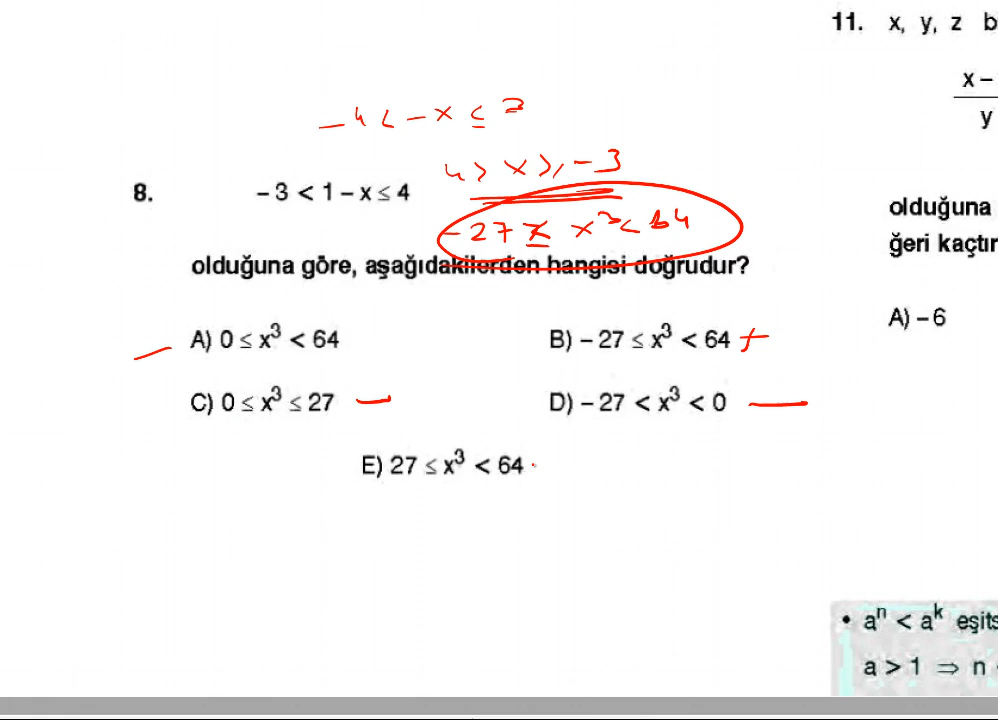 -4 < -x ≤ 3
4 > x ≥ -3
8. -3 < 1 - x ≤ 4
-27 ≤ x³ < 64
olduğuna göre, aşağıdakilerden hangisi doğrudur?
A) 0 ≤ x³ < 64
B) -27 ≤ x³ < 64 +
C) 0 ≤ x³ ≤ 27
D) -27 < x³ < 0
E) 27 ≤ x³ < 64
11. x, y, z b
x -
y
olduğuna
ğeri kaçtır
A) -6
• aⁿ < aᵏ eşits
a > 1 ⇒ n